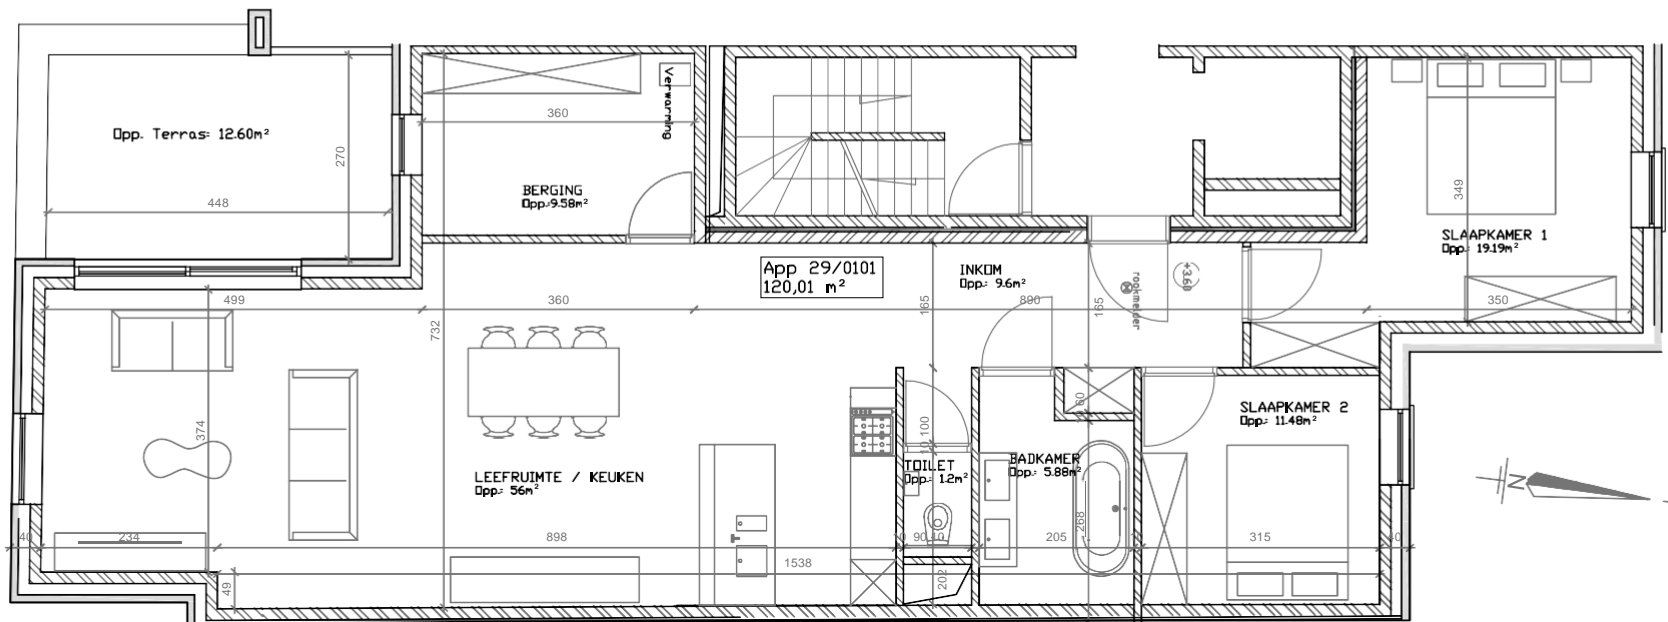 Opp. Terras: 12.60m²
270
448
360
Verwarming
BERGING
Opp.:9.58m²
349
SLAAPKAMER 1
Opp.: 19.19m²
App 29/0101
120,01 m²
INKOM
Opp.: 9.6m²
rookmelder
+3.60
499
360
165
890
165
350
732
374
60
100
10
SLAAPKAMER 2
Opp.: 11.48m²
LEEFRUIMTE / KEUKEN
Opp.: 56m²
TOILET
Opp.: 1.2m²
BADKAMER
Opp.: 5.88m²
N
268
40
234
898
90
205
315
40
1538
49
202